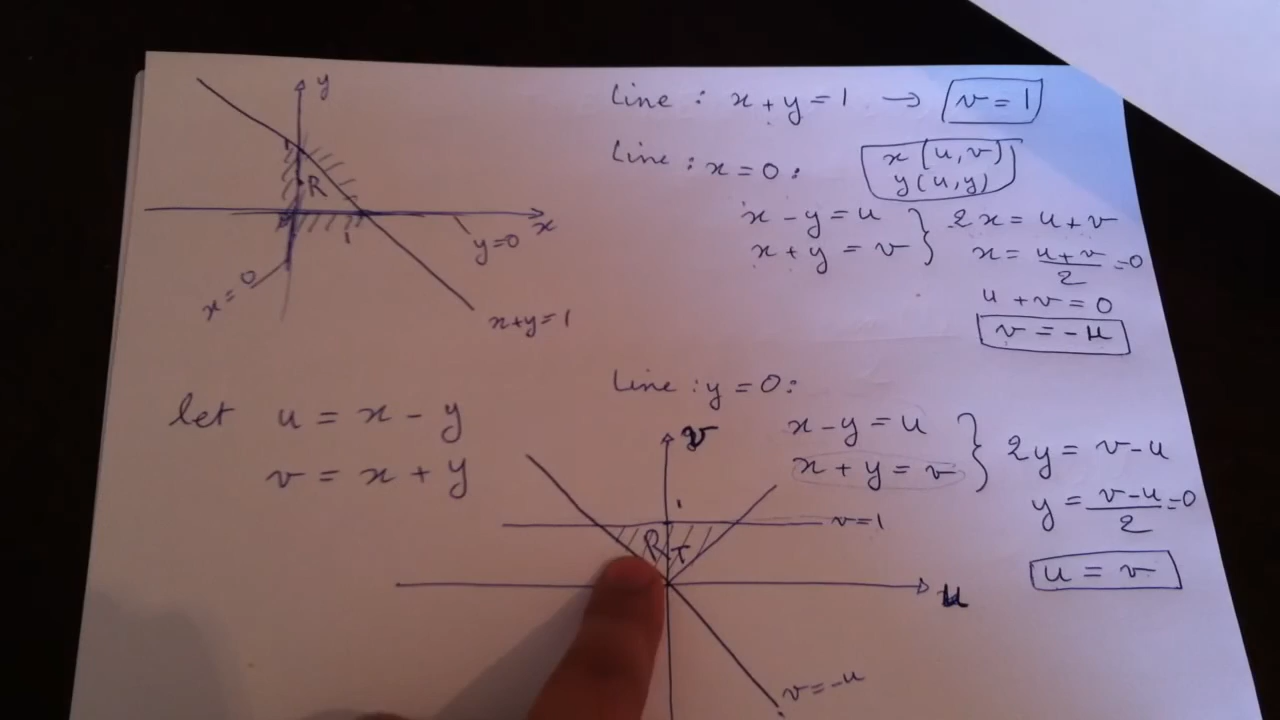 y
R
1
x
y=0
x=0
x+y=1
Line : x+y=1 → v=1
Line : x=0 :
x (u,v)
y(u,y)
x-y=u } 2x = u+v
x+y=v
x= u+v/2 =0
u+v=0
v=-u
let u = x - y
v = x + y
Line : y=0 :
x-y=u } 2y = v-u
x+y=v
y = v-u/2 =0
u = v
v
1
v=1
R T
u
v=-u